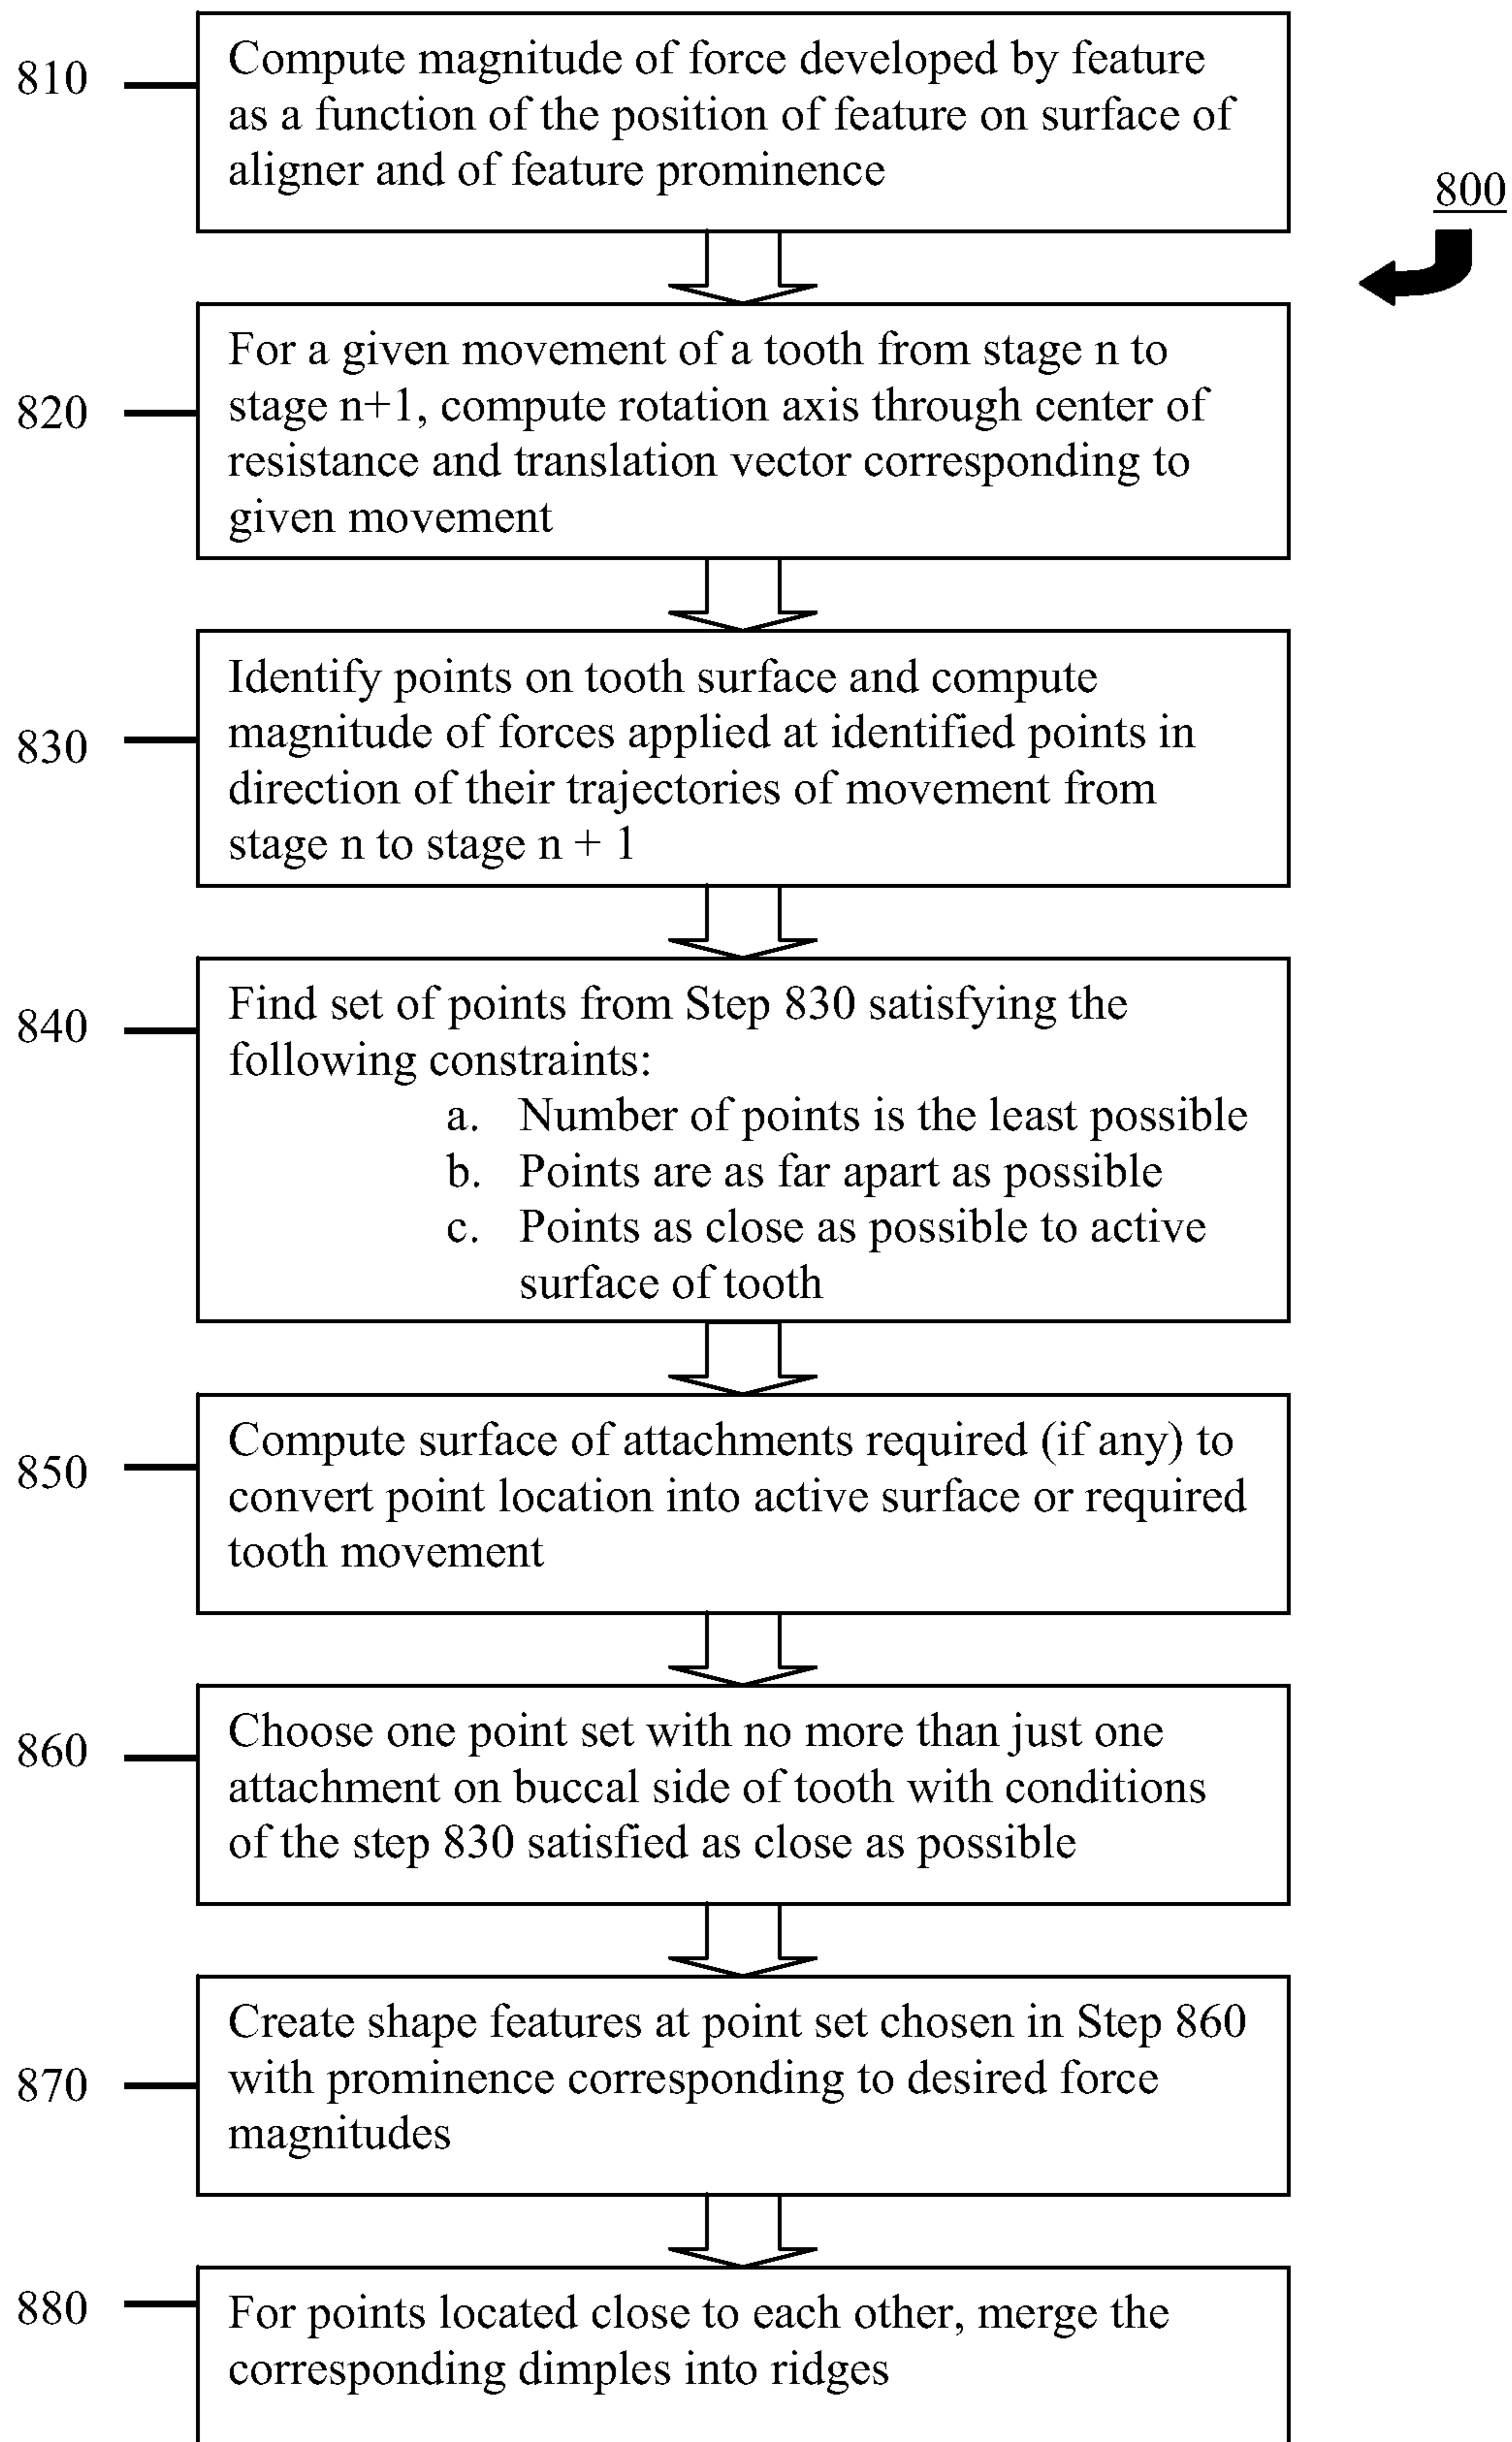 810
Compute magnitude of force developed by feature
as a function of the position of feature on surface of
aligner and of feature prominence
800
820
For a given movement of a tooth from stage n to
stage n+1, compute rotation axis through center of
resistance and translation vector corresponding to
given movement
830
Identify points on tooth surface and compute
magnitude of forces applied at identified points in
direction of their trajectories of movement from
stage n to stage n + 1
840
Find set of points from Step 830 satisfying the
following constraints:
a. Number of points is the least possible
b. Points are as far apart as possible
c. Points as close as possible to active
surface of tooth
850
Compute surface of attachments required (if any) to
convert point location into active surface or required
tooth movement
860
Choose one point set with no more than just one
attachment on buccal side of tooth with conditions
of the step 830 satisfied as close as possible
870
Create shape features at point set chosen in Step 860
with prominence corresponding to desired force
magnitudes
880
For points located close to each other, merge the
corresponding dimples into ridges